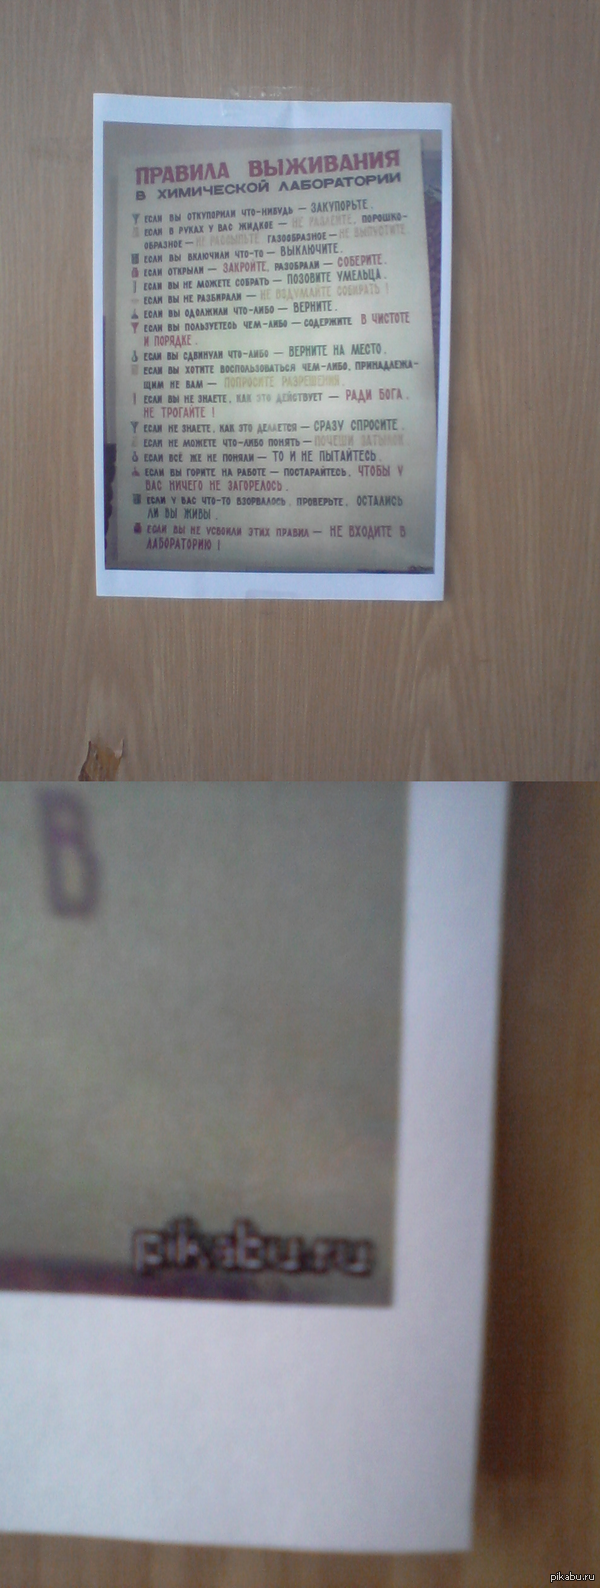 ПРАВИЛА ВЫЖИВАНИЯ
В ХИМИЧЕСКОЙ ЛАБОРАТОРИИ
ЕСЛИ ВЫ ОТКУПОРИЛИ ЧТО-НИБУДЬ — ЗАКУПОРЬТЕ.
ЕСЛИ В РУКАХ У ВАС ЖИДКОЕ — НЕ РАЗЛЕЙТЕ, ПОРОШКО-
ОБРАЗНОЕ — НЕ РАССЫПЬТЕ, ГАЗООБРАЗНОЕ — НЕ ВЫПУСТИТЕ.
ЕСЛИ ВЫ ВКЛЮЧИЛИ ЧТО-ТО — ВЫКЛЮЧИТЕ.
ЕСЛИ ОТКРЫЛИ — ЗАКРОЙТЕ, РАЗОБРАЛИ — СОБЕРИТЕ.
ЕСЛИ ВЫ НЕ МОЖЕТЕ СОБРАТЬ — ПОЗОВИТЕ УМЕЛЬЦА.
ЕСЛИ ВЫ НЕ РАЗБИРАЛИ — НЕ ВЗДУМАЙТЕ СОБИРАТЬ!
ЕСЛИ ВЫ ОДОЛЖИЛИ ЧТО-ЛИБО — ВЕРНИТЕ.
ЕСЛИ ВЫ ПОЛЬЗУЕТЕСЬ ЧЕМ-ЛИБО — СОДЕРЖИТЕ В ЧИСТОТЕ
И ПОРЯДКЕ.
ЕСЛИ ВЫ СДВИНУЛИ ЧТО-ЛИБО — ВЕРНИТЕ НА МЕСТО.
ЕСЛИ ВЫ ХОТИТЕ ВОСПОЛЬЗОВАТЬСЯ ЧЕМ-ЛИБО, ПРИНАДЛЕЖА-
ЩИМ НЕ ВАМ — ПОПРОСИТЕ РАЗРЕШЕНИЯ.
ЕСЛИ ВЫ НЕ ЗНАЕТЕ, КАК ЭТО ДЕЙСТВУЕТ — РАДИ БОГА,
НЕ ТРОГАЙТЕ!
ЕСЛИ НЕ ЗНАЕТЕ, КАК ЭТО ДЕЛАЕТСЯ — СРАЗУ СПРОСИТЕ.
ЕСЛИ НЕ МОЖЕТЕ ЧТО-ЛИБО ПОНЯТЬ — ПОЧЕШИ ЗАТЫЛОК.
ЕСЛИ ВСЁ ЖЕ НЕ ПОНЯЛИ — ТО И НЕ ПЫТАЙТЕСЬ.
ЕСЛИ ВЫ ГОРИТЕ НА РАБОТЕ — ПОСТАРАЙТЕСЬ, ЧТОБЫ У
ВАС НИЧЕГО НЕ ЗАГОРЕЛОСЬ.
ЕСЛИ У ВАС ЧТО-ТО ВЗОРВАЛОСЬ, ПРОВЕРЬТЕ, ОСТАЛИСЬ
ЛИ ВЫ ЖИВЫ.
ЕСЛИ ВЫ НЕ УСВОИЛИ ЭТИХ ПРАВИЛ — НЕ ВХОДИТЕ В
ЛАБОРАТОРИЮ!
В
pikabu.ru
pikabu.ru